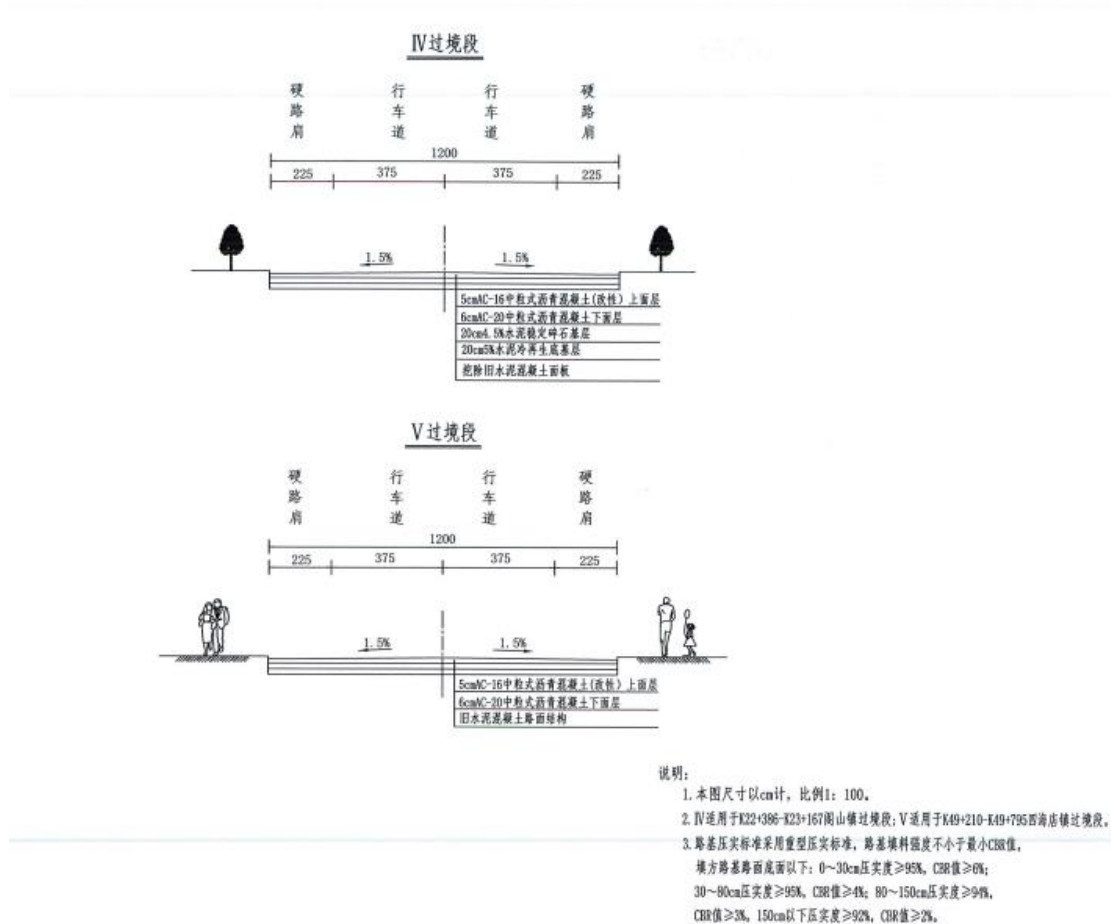 Ⅳ过境段
硬路肩 行车道 行车道 硬路肩
1200
225 375 375 225
1.5% 1.5%
5cmAC-16中粒式沥青混凝土(改性)上面层
6cmAC-20中粒式沥青混凝土下面层
20cm4.5%水泥稳定碎石基层
20cm5%水泥冷再生底基层
挖除旧水泥混凝土面板
Ⅴ过境段
硬路肩 行车道 行车道 硬路肩
1200
225 375 375 225
1.5% 1.5%
5cmAC-16中粒式沥青混凝土(改性)上面层
6cmAC-20中粒式沥青混凝土下面层
旧水泥混凝土路面结构
说明:
1.本图尺寸以cm计，比例1：100。
2.Ⅳ适用于K22+386-K23+167阁山镇过境段;Ⅴ适用于K49+210-K49+795四海店镇过境段。
3.路基压实标准采用重型压实标准，路基填料强度不小于最小CBR值，
填方路基路面底面以下：0～30cm压实度≥95%，CBR值≥6%;
30～80cm压实度≥95%，CBR值≥4%; 80～150cm压实度≥94%，
CBR值≥3%，150cm以下压实度≥92%，CBR值≥2%。